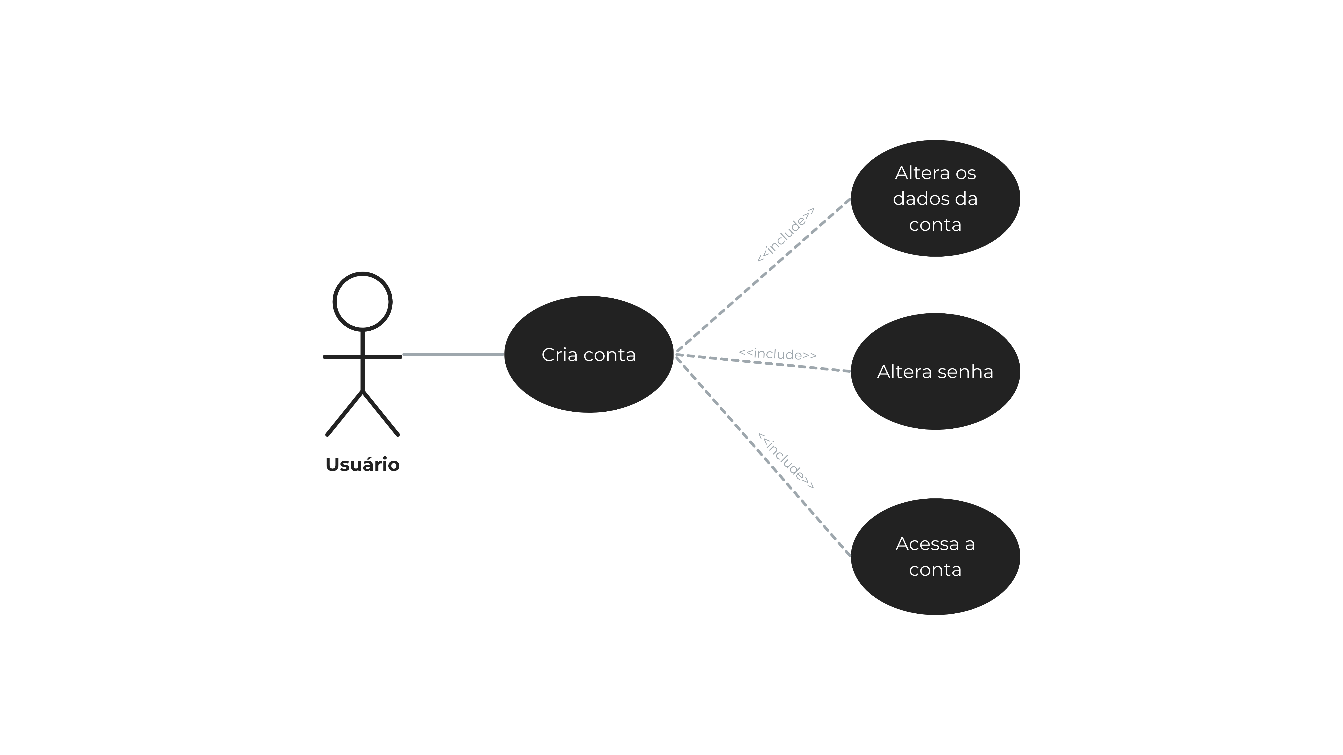 Altera os
dados da
conta
<<include>>
Cria conta
<<include>>
Altera senha
<<include>>
Usuário
Acessa a
conta